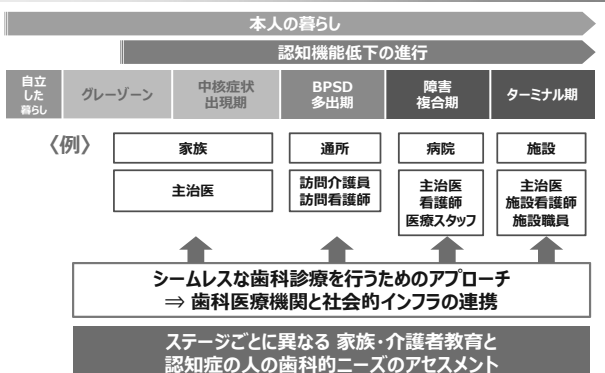 本人の暮らし
認知機能低下の進行
自立
した
暮らし
グレーゾーン
中核症状
出現期
BPSD
多出期
障害
複合期
ターミナル期
〈例〉
家族
通所
病院
施設
主治医
訪問介護員
訪問看護師
主治医
看護師
医療スタッフ
主治医
施設看護師
施設職員
シームレスな歯科診療を行うためのアプローチ
⇒ 歯科医療機関と社会的インフラの連携
ステージごとに異なる 家族・介護者教育と
認知症の人の歯科的ニーズのアセスメント